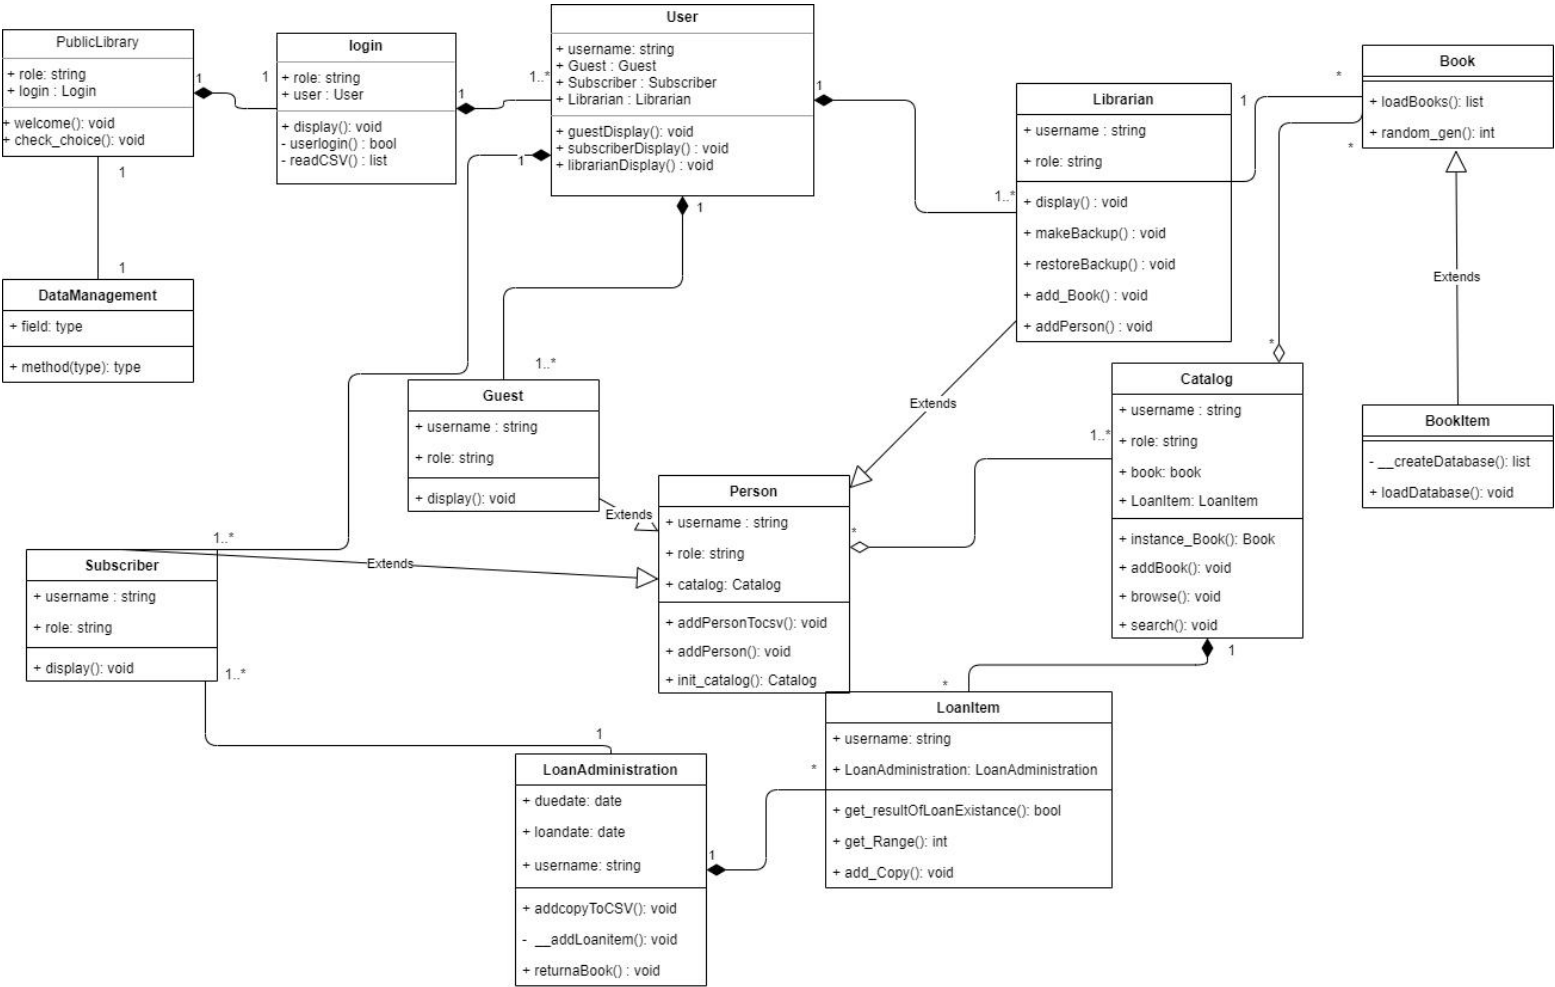 PublicLibrary
+ role: string
+ login : Login
+ welcome(): void
+ check_choice(): void
1
1
login
+ role: string
+ user : User
+ display(): void
- userlogin() : bool
- readCSV() : list
1
1..*
User
+ username: string
+ Guest : Guest
+ Subscriber : Subscriber
+ Librarian : Librarian
+ guestDisplay(): void
+ subscriberDisplay() : void
+ librarianDisplay() : void
1
1
1
1..*
Librarian
+ username : string
+ role: string
+ display() : void
+ makeBackup() : void
+ restoreBackup() : void
+ add_Book() : void
+ addPerson() : void
1
*
*
Book
+ loadBooks(): list
+ random_gen(): int
Extends
BookItem
- __createDatabase(): list
+ loadDatabase(): void
1
1
DataManagement
+ field: type
+ method(type): type
1..*
Guest
+ username : string
+ role: string
+ display(): void
Extends
Extends
*
Catalog
+ username : string
+ role: string
+ book: book
+ LoanItem: LoanItem
+ instance_Book(): Book
+ addBook(): void
+ browse(): void
+ search(): void
1..*
*
Person
+ username : string
+ role: string
+ catalog: Catalog
+ addPersonTocsv(): void
+ addPerson(): void
+ init_catalog(): Catalog
1..*
Extends
Subscriber
+ username : string
+ role: string
+ display(): void
1..*
1
1
*
LoanItem
+ username: string
+ LoanAdministration: LoanAdministration
+ get_resultOfLoanExistance(): bool
+ get_Range(): int
+ add_Copy(): void
*
1
LoanAdministration
+ duedate: date
+ loandate: date
+ username: string
+ addcopyToCSV(): void
- __addLoanitem(): void
+ returnaBook() : void